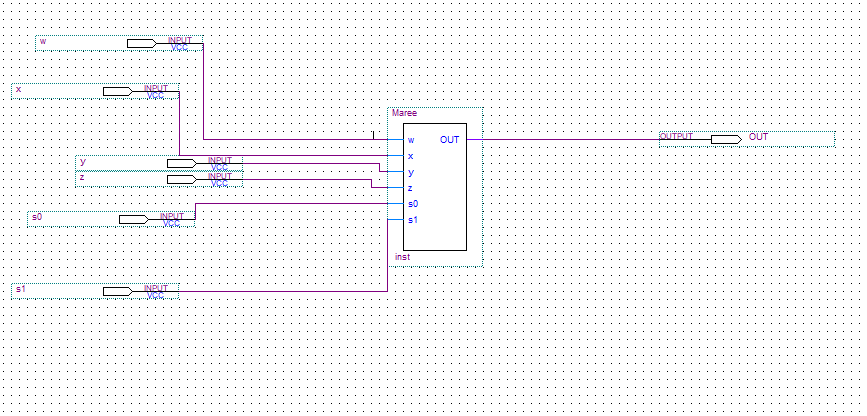 w INPUT
VCC
x INPUT
VCC
Maree
w OUT
OUTPUT OUT
x
y INPUT
VCC
y
z INPUT
VCC
z
s0
s0 INPUT
VCC
s1
inst
s1 INPUT
VCC